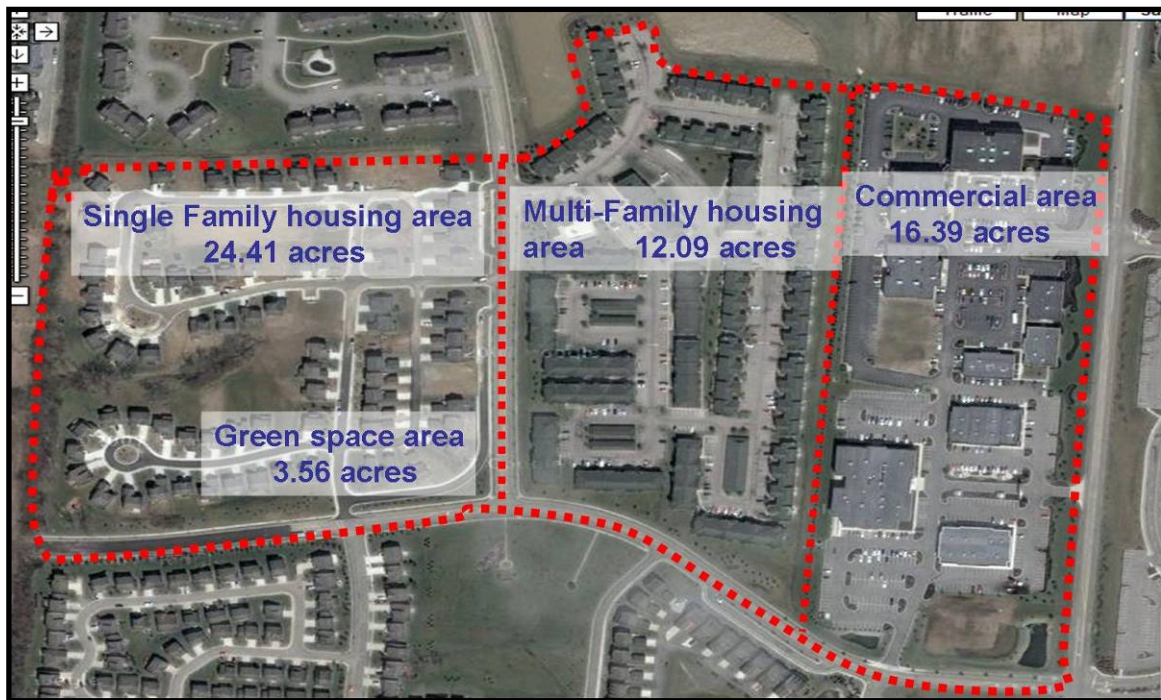 Single Family housing area
24.41 acres
Multi-Family housing
area 12.09 acres
Commercial area
16.39 acres
Green space area
3.56 acres